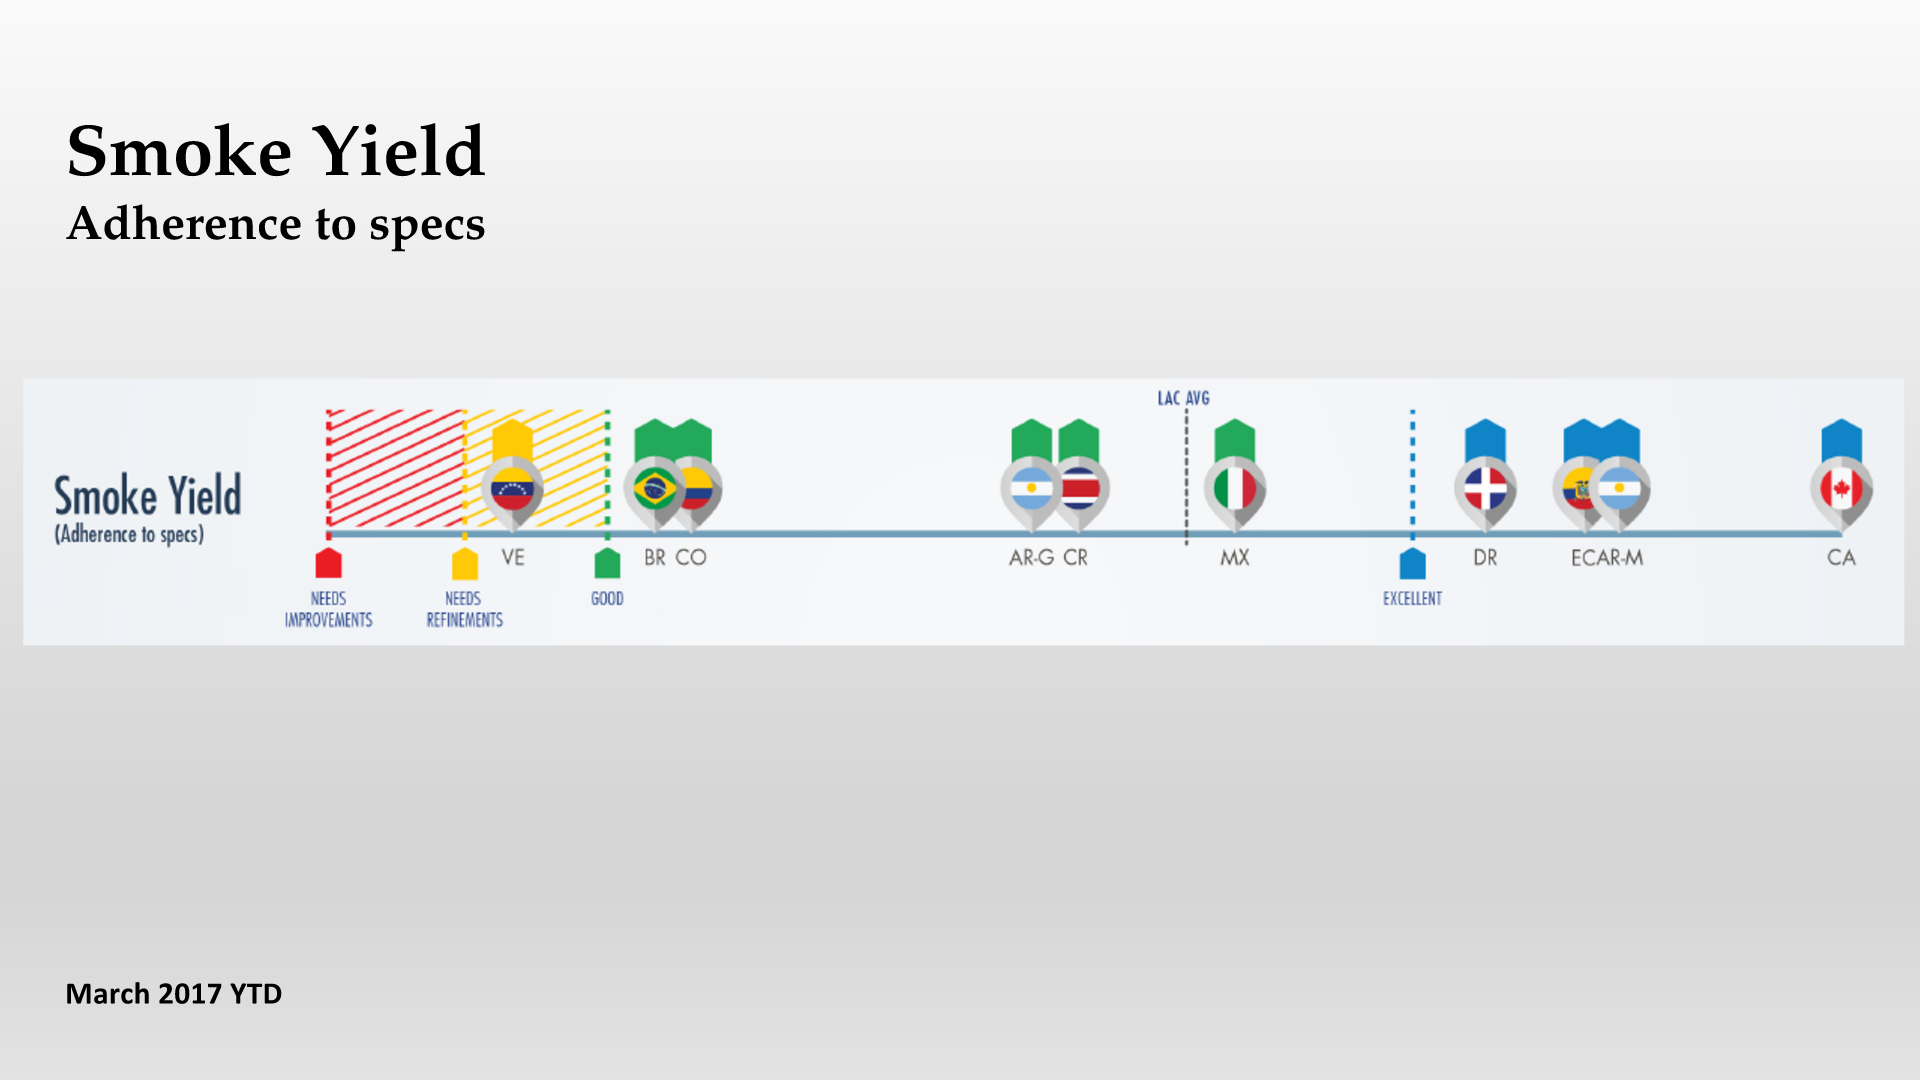 Smoke Yield
Adherence to specs
LAC AVG
Smoke Yield
(Adherence to specs)
VE
BR CO
AR-G CR
MX
DR
ECAR-M
CA
NEEDS
IMPROVEMENTS
NEEDS
REFINEMENTS
GOOD
EXCELLENT
March 2017 YTD